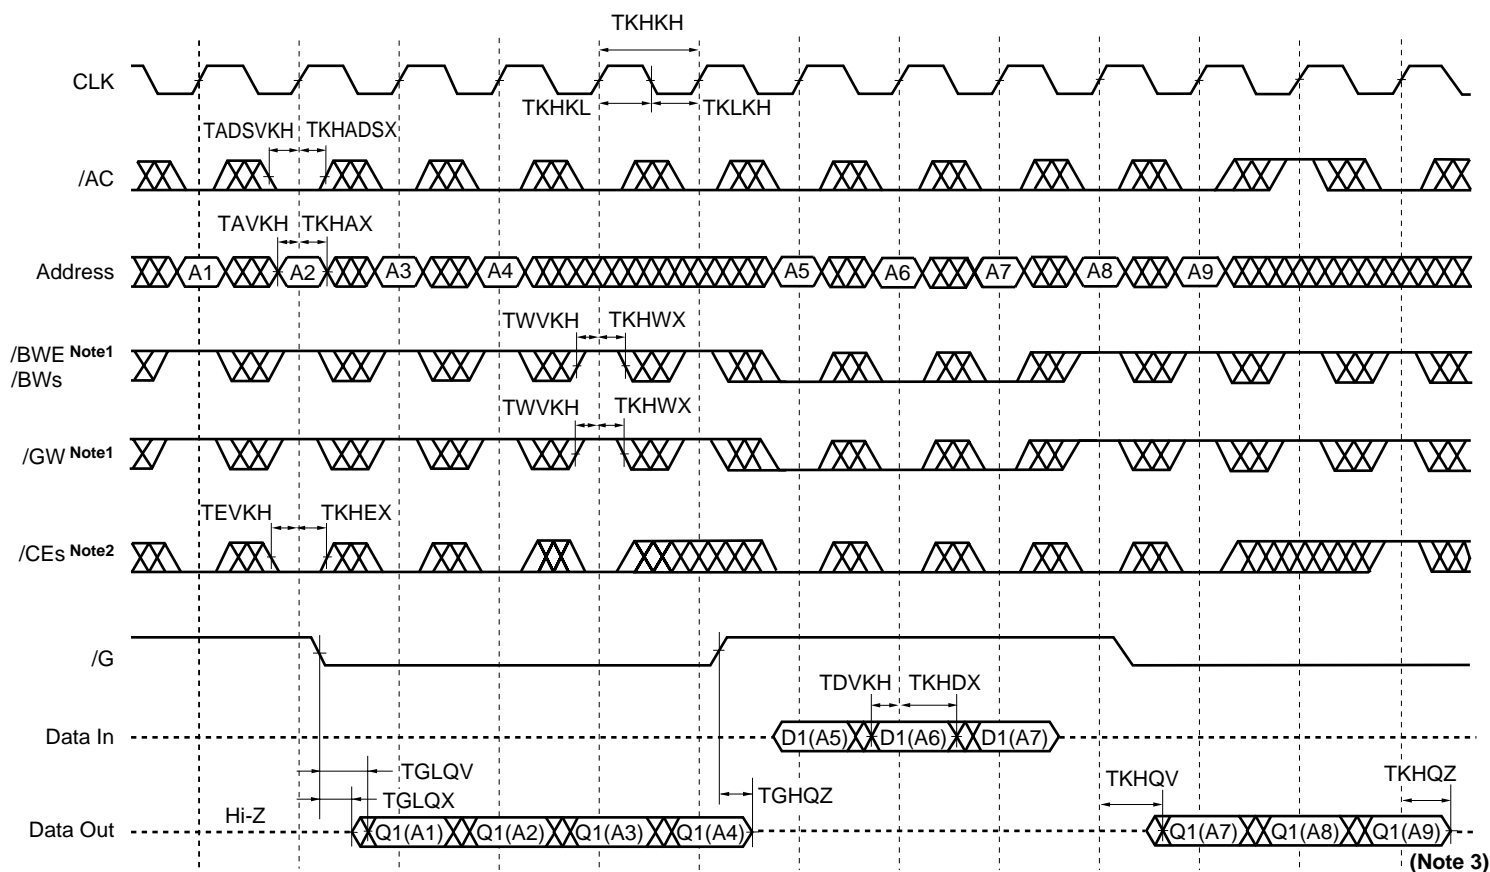 TKHKH
CLK
TKHKL
TKLKH
TADSVKH TKHADSX
/AC
TAVKH TKHAX
Address
A1 A2 A3 A4 A5 A6 A7 A8 A9
TWVKH TKHWX
/BWE Note1
/BWs
TWVKH TKHWX
/GW Note1
TEVKH TKHEX
/CEs Note2
/G
TDVKH TKHDX
Data In
D1(A5) D1(A6) D1(A7)
TGLQV
TGLQX
TGHQZ
TKHQV
TKHQZ
Hi-Z
Data Out
Q1(A1) Q1(A2) Q1(A3) Q1(A4) Q1(A7) Q1(A8) Q1(A9)
(Note 3)